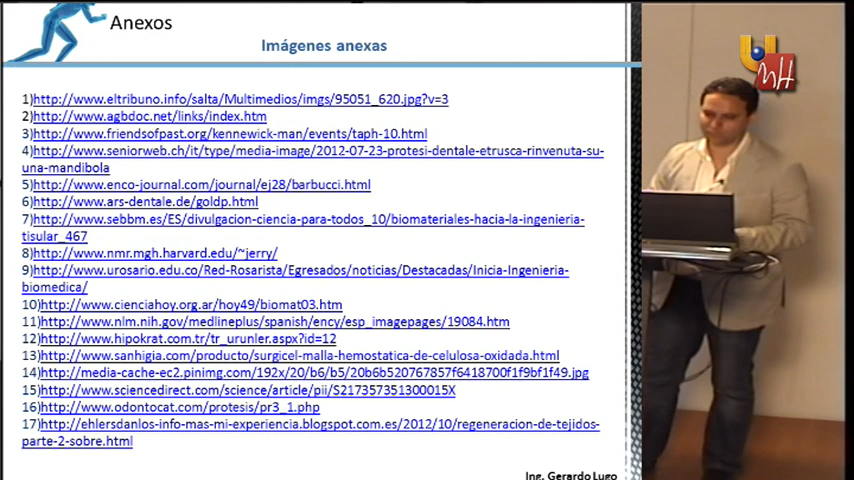 Anexos
Imágenes anexas
1)http://www.eltribuno.info/salta/Multimedios/imgs/95051_620.jpg?v=3
2)http://www.agbdoc.net/links/index.htm
3)http://www.friendsofpast.org/kennewick-man/events/taph-10.html
4)http://www.seniorweb.ch/it/type/media-image/2012-07-23-protesi-dentale-etrusca-rinvenuta-su-
una-mandibola
5)http://www.enco-journal.com/journal/ej28/barbucci.html
6)http://www.ars-dentale.de/goldp.html
7)http://www.sebbm.es/ES/divulgacion-ciencia-para-todos_10/biomateriales-hacia-la-ingenieria-
tisular_467
8)http://www.nmr.mgh.harvard.edu/~jerry/
9)http://www.urosario.edu.co/Red-Rosarista/Egresados/noticias/Destacadas/Inicia-Ingenieria-
biomedica/
10)http://www.cienciahoy.org.ar/hoy49/biomat03.htm
11)http://www.nlm.nih.gov/medlineplus/spanish/ency/esp_imagepages/19084.htm
12)http://www.hipokrat.com.tr/tr_urunler.aspx?id=12
13)http://www.sanhigia.com/producto/surgicel-malla-hemostatica-de-celulosa-oxidada.html
14)http://media-cache-ec2.pinimg.com/192x/20/b6/b5/20b6b520767857f6418700f1f9bf1f49.jpg
15)http://www.sciencedirect.com/science/article/pii/S217357351300015X
16)http://www.odontocat.com/protesis/pr3_1.php
17)http://ehlersdanlos-info-mas-mi-experiencia.blogspot.com.es/2012/10/regeneracion-de-tejidos-
parte-2-sobre.html
Ing. Gerardo Lugo
U
MH